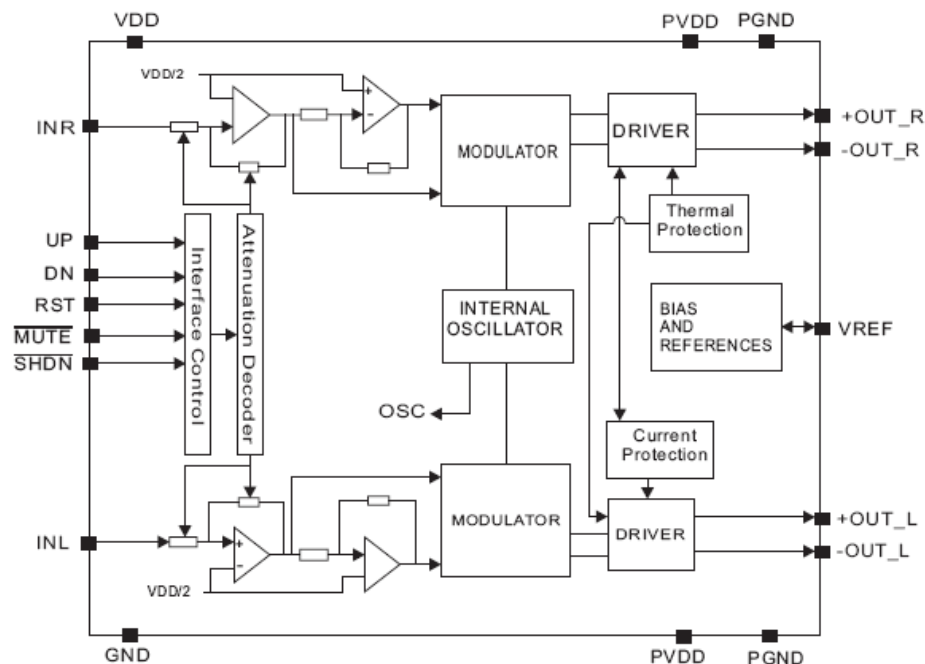 VDD
PVDD
PGND
VDD/2
+
-
INR
MODULATOR
DRIVER
+OUT_R
-OUT_R
Thermal
Protection
UP
DN
RST
MUTE
SHDN
Interface Control
Attenuation Decoder
INTERNAL
OSCILLATOR
BIAS
AND
REFERENCES
VREF
OSC
Current
Protection
INL
+
-
VDD/2
MODULATOR
DRIVER
+OUT_L
-OUT_L
GND
PVDD
PGND